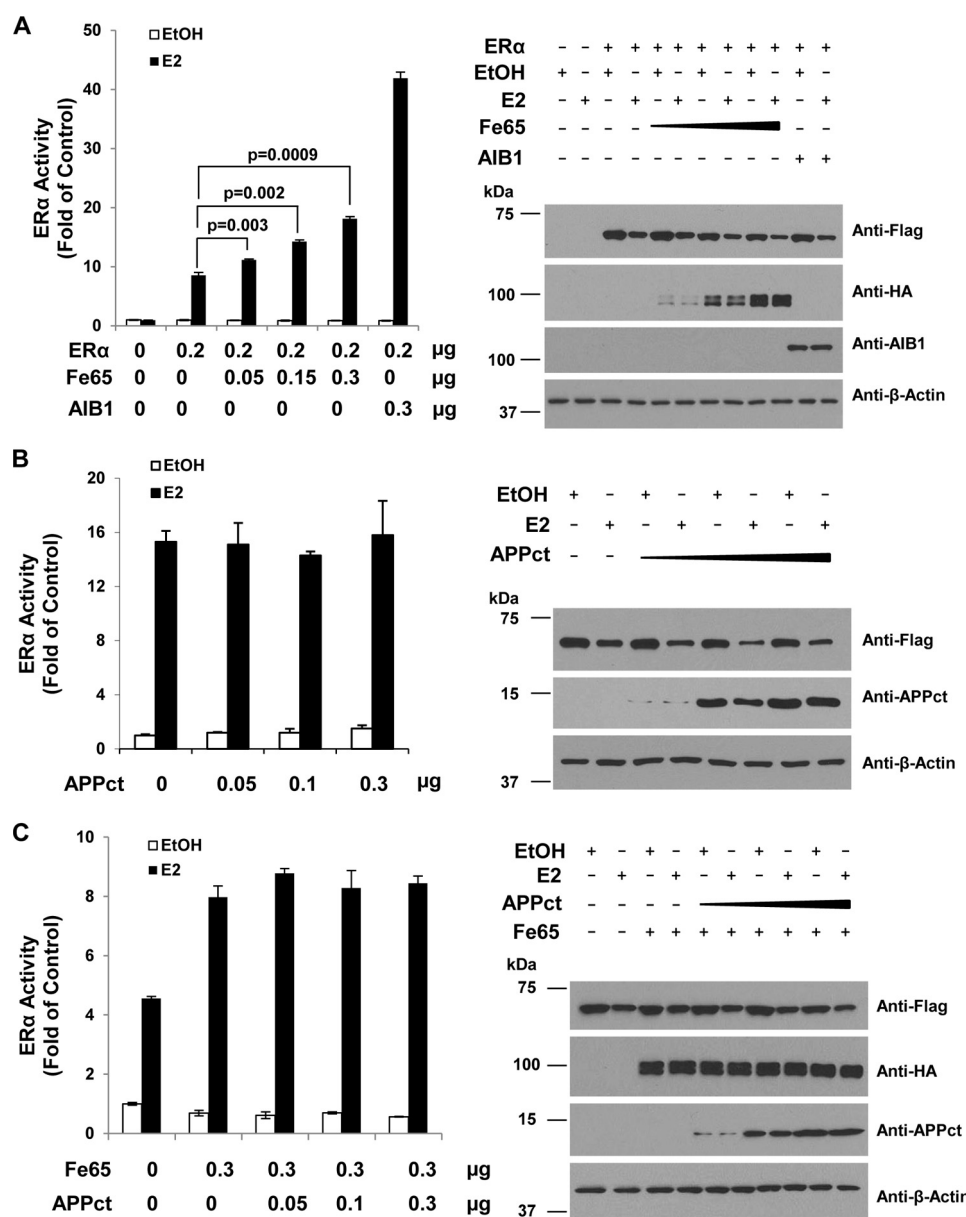 A
EtOH
E2
50
40
30
20
10
0
ERα Activity
(Fold of Control)
p=0.0009
p=0.002
p=0.003
ERα 0 0.2 0.2 0.2 0.2 0.2 µg
Fe65 0 0 0.05 0.15 0.3 0 µg
AIB1 0 0 0 0 0 0.3 µg
ERα – – + + + + + + + + + +
EtOH + – + – + – + – + – + –
E2 – + – + – + – + – + – +
Fe65 – – – – – –
AIB1 – – – – – – – – – – + +
kDa
75
Anti-Flag
100
Anti-HA
100
Anti-AIB1
37
Anti-β-Actin
B
EtOH
E2
20
16
12
8
4
0
ERα Activity
(Fold of Control)
APPct 0 0.05 0.1 0.3 µg
EtOH + – + – + – + –
E2 – + – + – + – +
APPct – –
kDa
75
Anti-Flag
15
Anti-APPct
37
Anti-β-Actin
C
EtOH
E2
10
8
6
4
2
0
ERα Activity
(Fold of Control)
Fe65 0 0.3 0.3 0.3 0.3 µg
APPct 0 0 0.05 0.1 0.3 µg
EtOH + – + – + – + – + –
E2 – + – + – + – + – +
APPct – – – –
Fe65 – – + + + + + + + +
kDa
75
Anti-Flag
100
Anti-HA
15
Anti-APPct
37
Anti-β-Actin